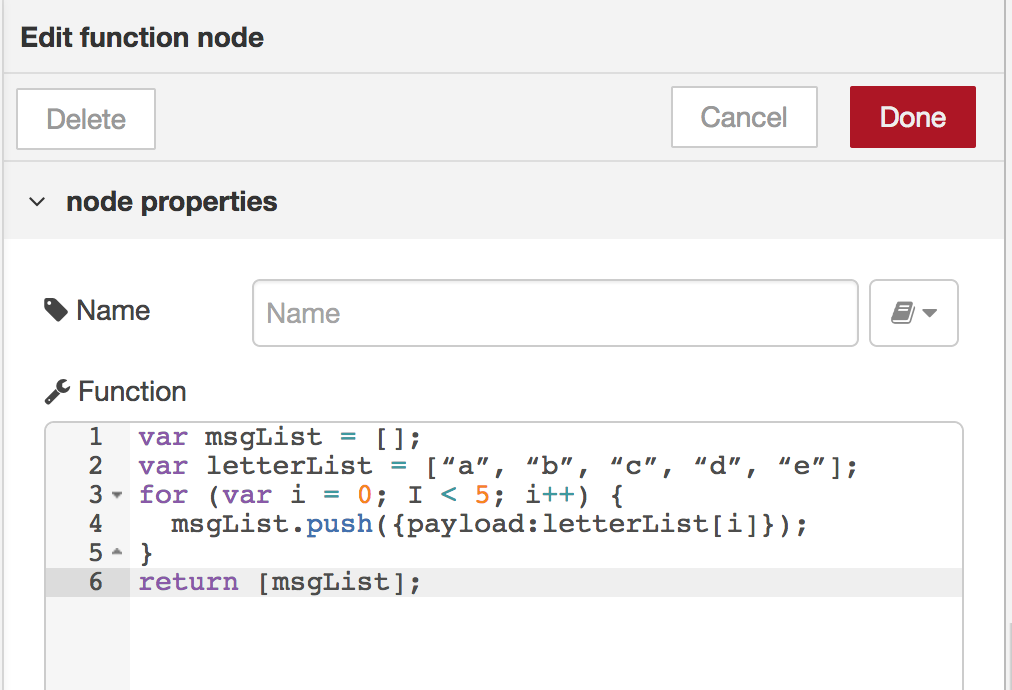 Edit function node
Delete Cancel Done
node properties
Name Name
Function
1 var msgList = [];
2 var letterList = [“a”, “b”, “c”, “d”, “e”];
3 for (var i = 0; I < 5; i++) {
4   msgList.push({payload:letterList[i]});
5 }
6 return [msgList];